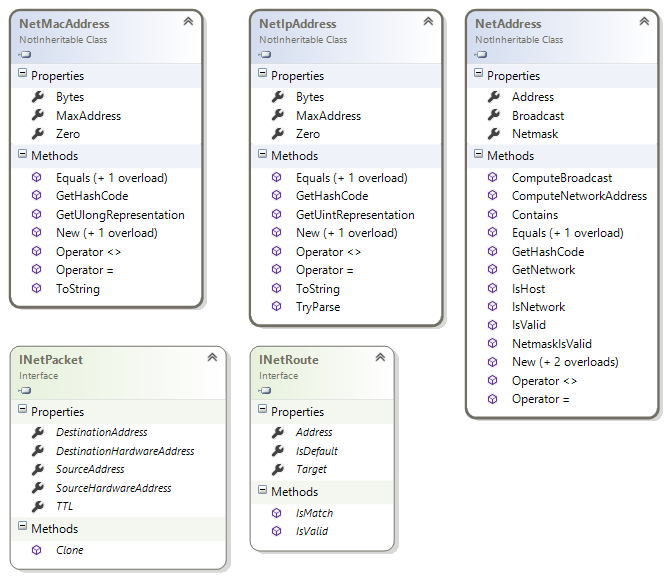 NetMacAddress
NotInheritable Class
Properties
Bytes
MaxAddress
Zero
Methods
Equals (+ 1 overload)
GetHashCode
GetUlongRepresentation
New (+ 1 overload)
Operator <>
Operator =
ToString
NetIpAddress
NotInheritable Class
Properties
Bytes
MaxAddress
Zero
Methods
Equals (+ 1 overload)
GetHashCode
GetUintRepresentation
New (+ 1 overload)
Operator <>
Operator =
ToString
TryParse
NetAddress
NotInheritable Class
Properties
Address
Broadcast
Netmask
Methods
ComputeBroadcast
ComputeNetworkAddress
Contains
Equals (+ 1 overload)
GetHashCode
GetNetwork
IsHost
IsNetwork
IsValid
NetmaskIsValid
New (+ 2 overloads)
Operator <>
Operator =
INetPacket
Interface
Properties
DestinationAddress
DestinationHardwareAddress
SourceAddress
SourceHardwareAddress
TTL
Methods
Clone
INetRoute
Interface
Properties
Address
IsDefault
Target
Methods
IsMatch
IsValid